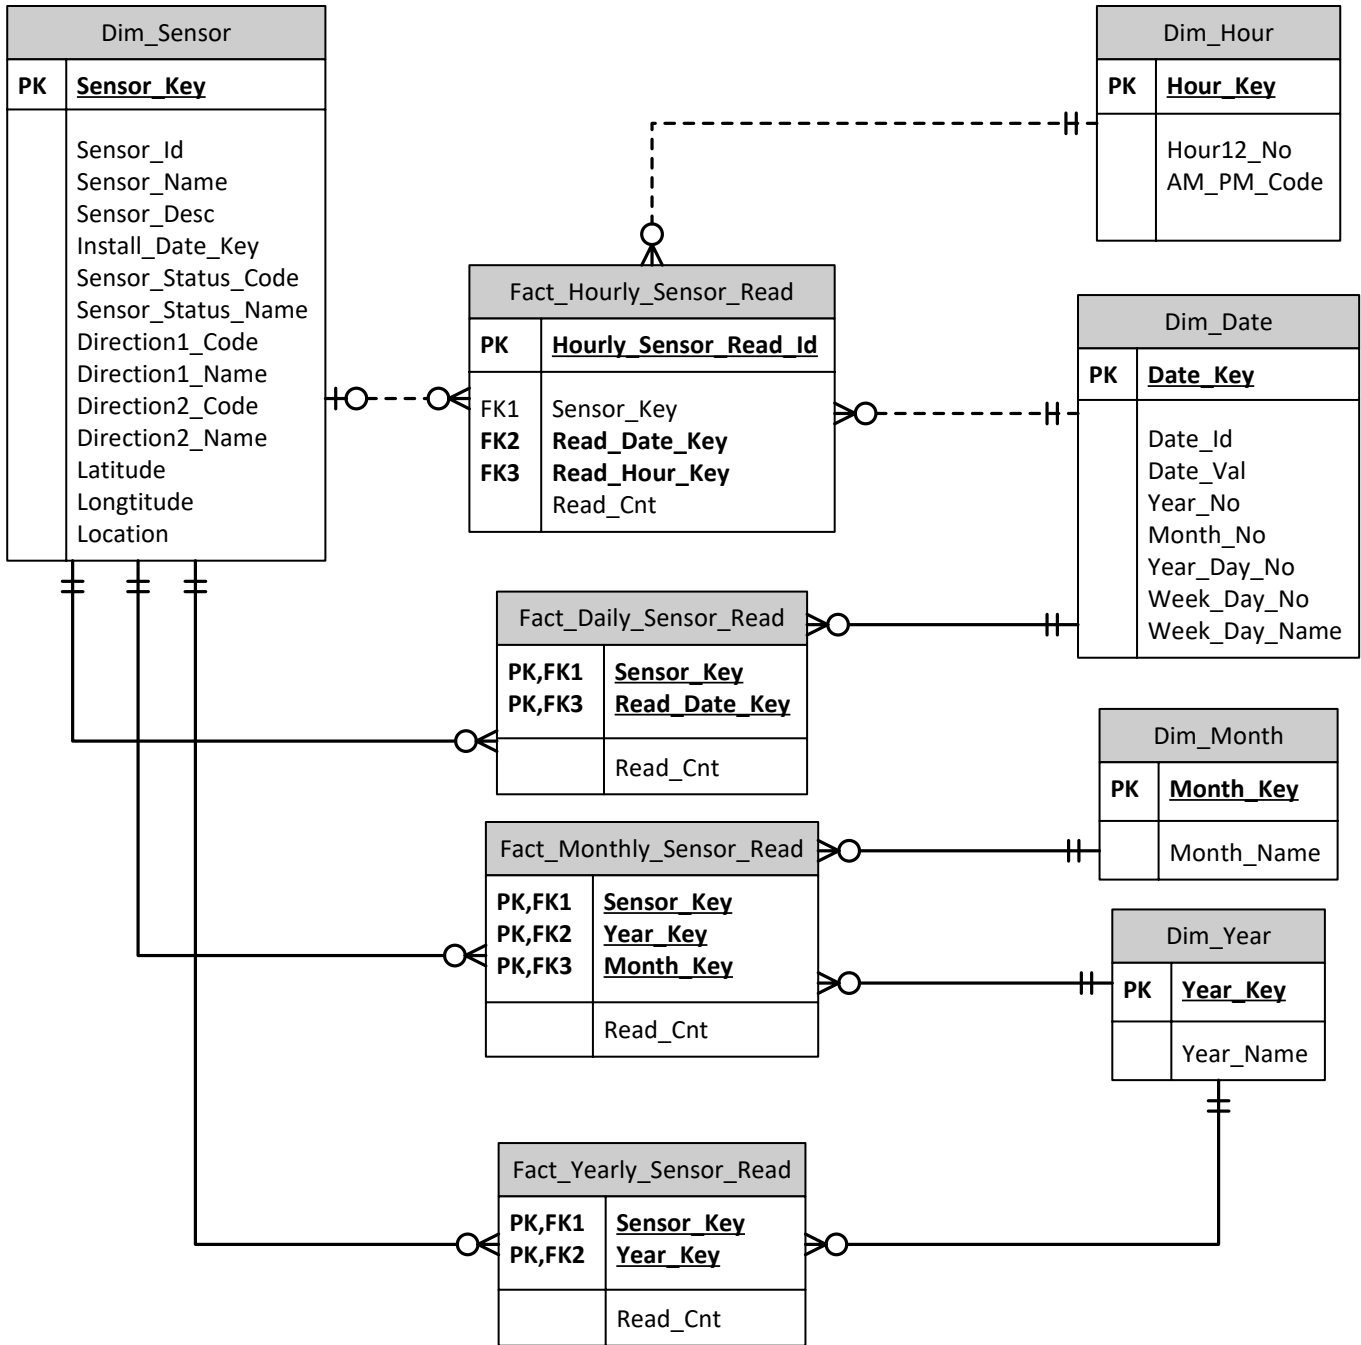 Dim_Sensor
PK Sensor_Key
Sensor_Id
Sensor_Name
Sensor_Desc
Install_Date_Key
Sensor_Status_Code
Sensor_Status_Name
Direction1_Code
Direction1_Name
Direction2_Code
Direction2_Name
Latitude
Longtitude
Location
Dim_Hour
PK Hour_Key
Hour12_No
AM_PM_Code
Fact_Hourly_Sensor_Read
PK Hourly_Sensor_Read_Id
FK1 Sensor_Key
FK2 Read_Date_Key
FK3 Read_Hour_Key
Read_Cnt
Dim_Date
PK Date_Key
Date_Id
Date_Val
Year_No
Month_No
Year_Day_No
Week_Day_No
Week_Day_Name
Fact_Daily_Sensor_Read
PK,FK1 Sensor_Key
PK,FK3 Read_Date_Key
Read_Cnt
Dim_Month
PK Month_Key
Month_Name
Fact_Monthly_Sensor_Read
PK,FK1 Sensor_Key
PK,FK2 Year_Key
PK,FK3 Month_Key
Read_Cnt
Dim_Year
PK Year_Key
Year_Name
Fact_Yearly_Sensor_Read
PK,FK1 Sensor_Key
PK,FK2 Year_Key
Read_Cnt